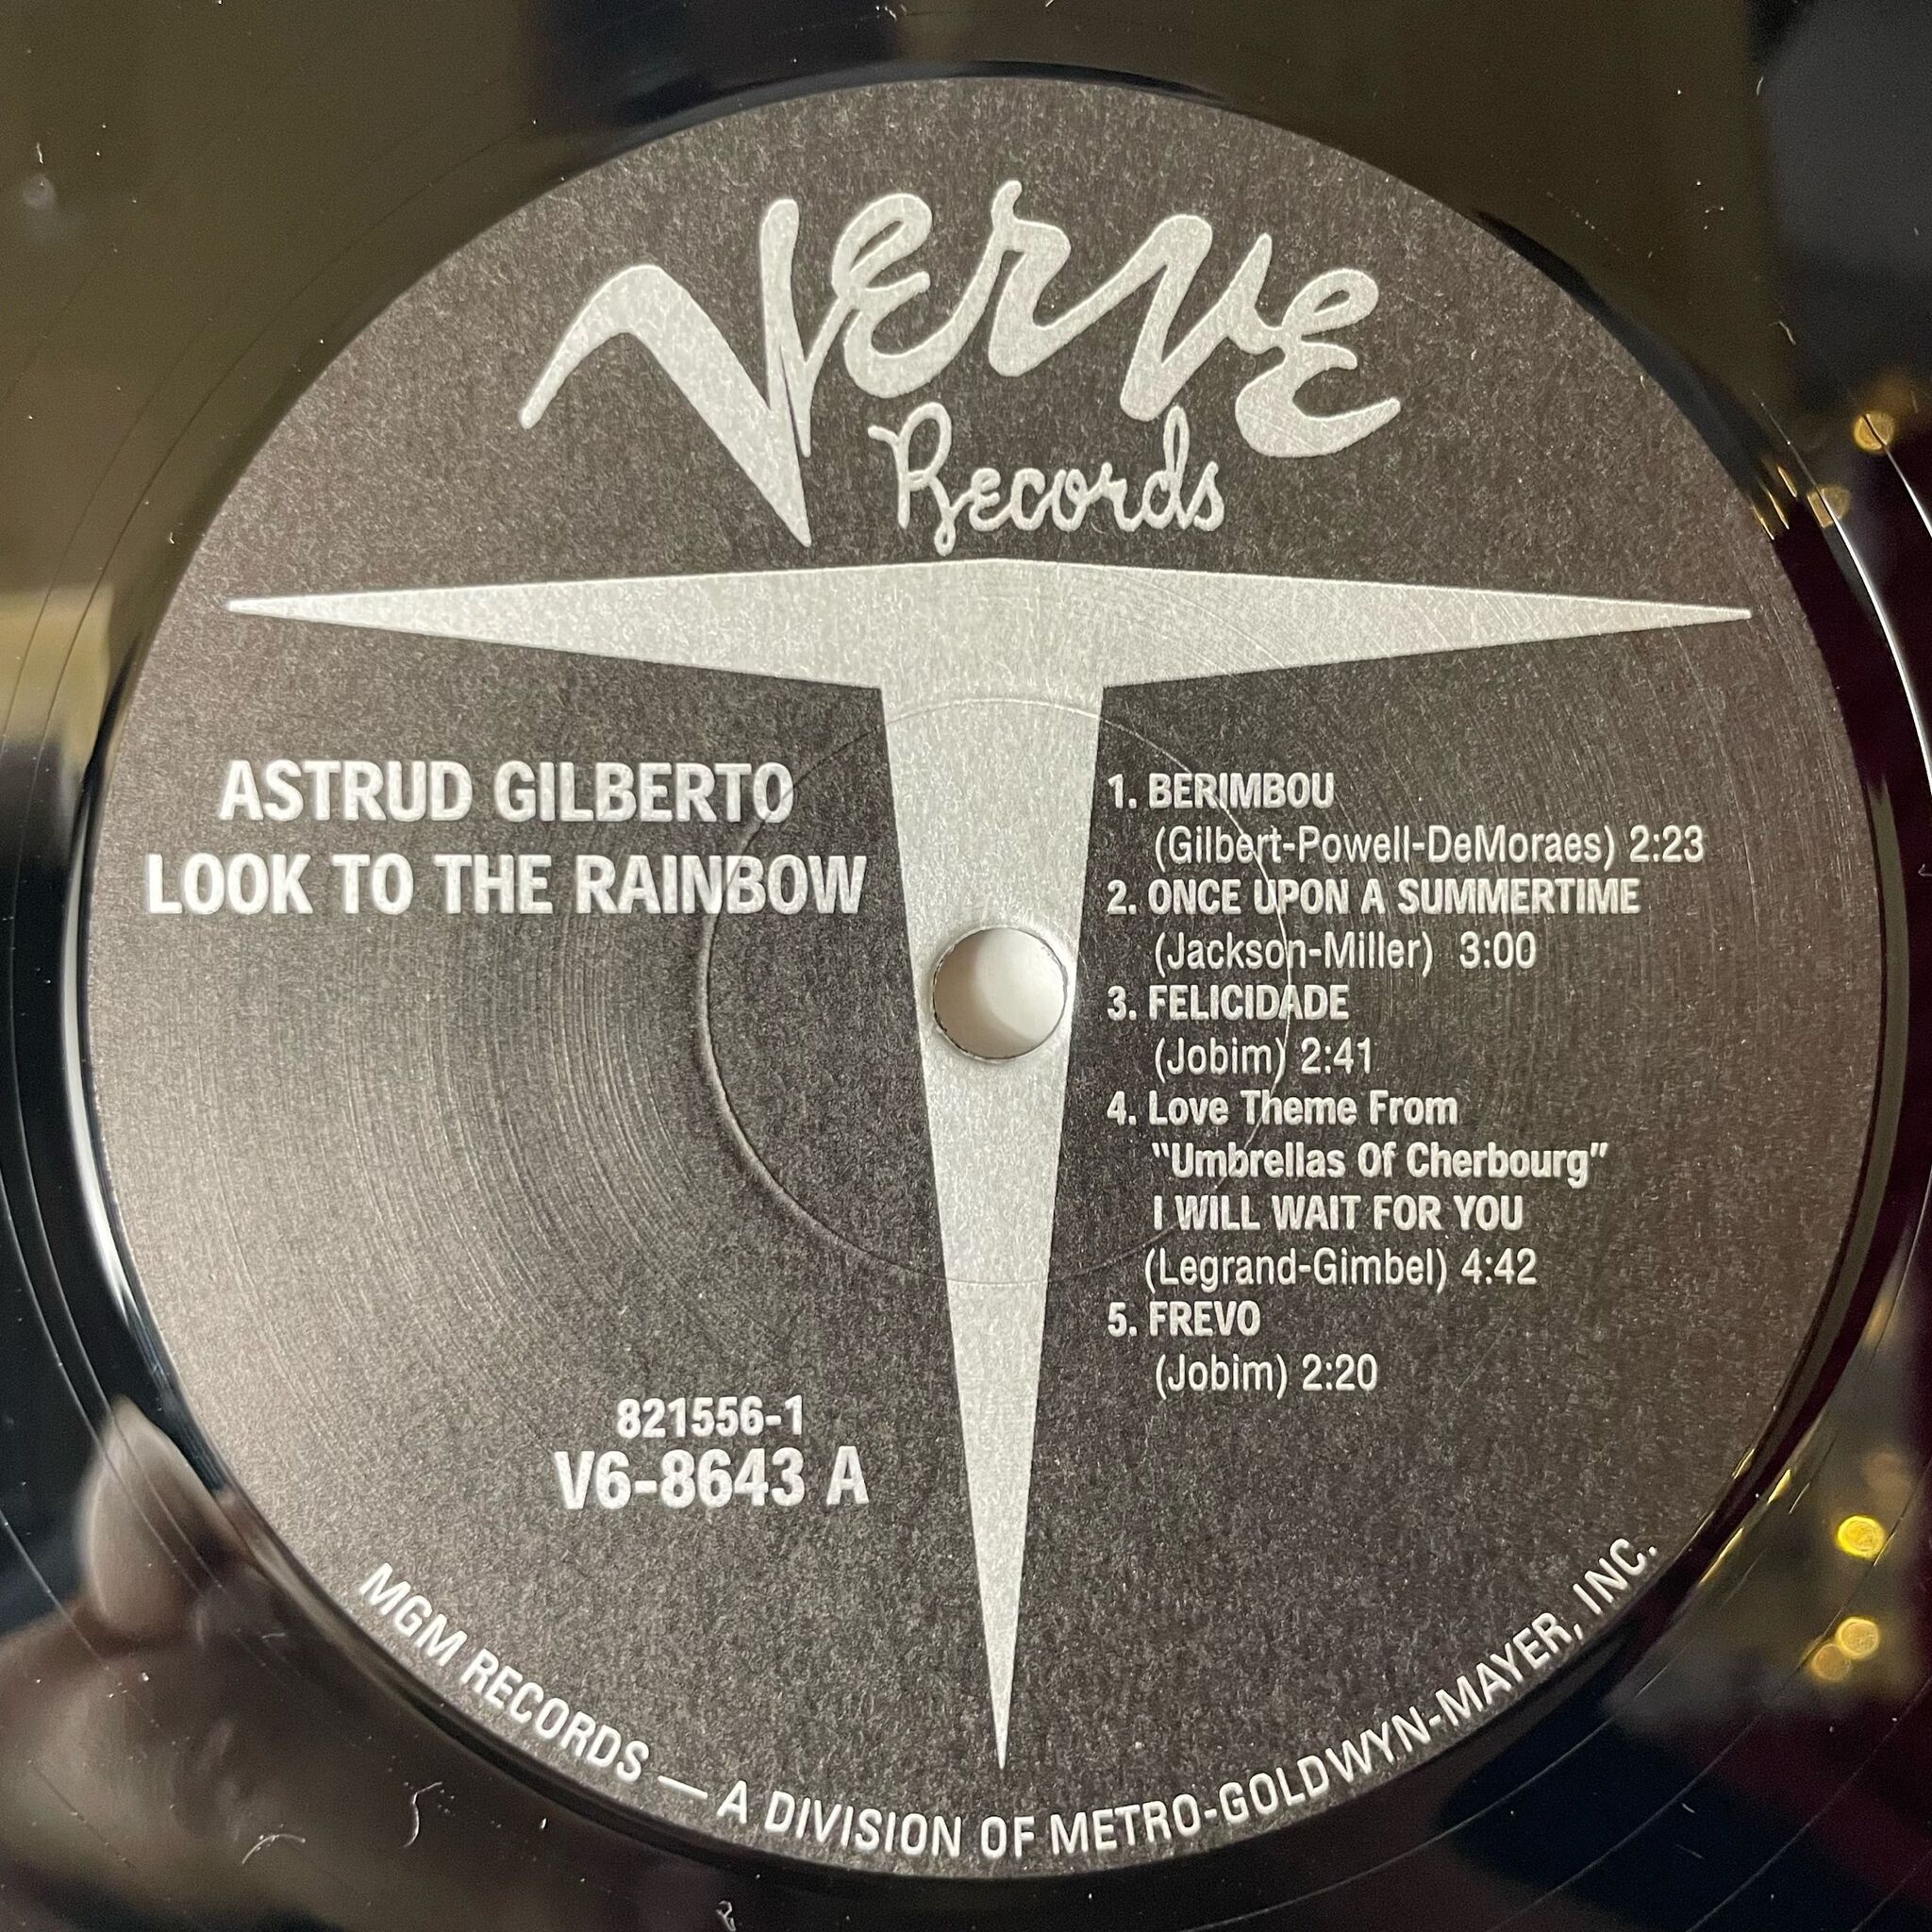 Verve
Records
ASTRUD GILBERTO
LOOK TO THE RAINBOW
1. BERIMBOU
(Gilbert-Powell-DeMoraes) 2:23
2. ONCE UPON A SUMMERTIME
(Jackson-Miller) 3:00
3. FELICIDADE
(Jobim) 2:41
4. Love Theme From
"Umbrellas Of Cherbourg"
I WILL WAIT FOR YOU
(Legrand-Gimbel) 4:42
5. FREVO
(Jobim) 2:20
821556-1
V6-8643 A
MGM RECORDS — A DIVISION OF METRO-GOLDWYN-MAYER, INC.